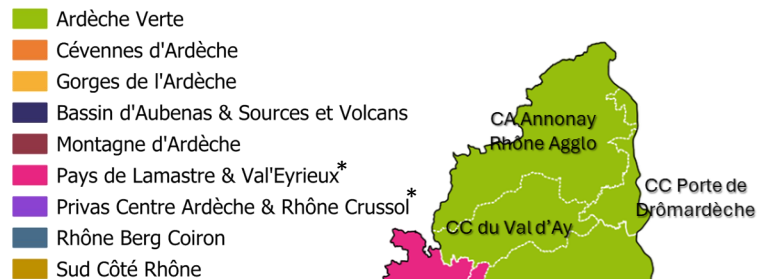 Ardèche Verte
Cévennes d'Ardèche
Gorges de l'Ardèche
Bassin d'Aubenas & Sources et Volcans
Montagne d'Ardèche
Pays de Lamastre & Val'Eyrieux*
Privas Centre Ardèche & Rhône Crussol*
Rhône Berg Coiron
Sud Côté Rhône
CA Annonay
Rhône Agglo
CC Porte de
Drômardèche
CC du Val d’Ay